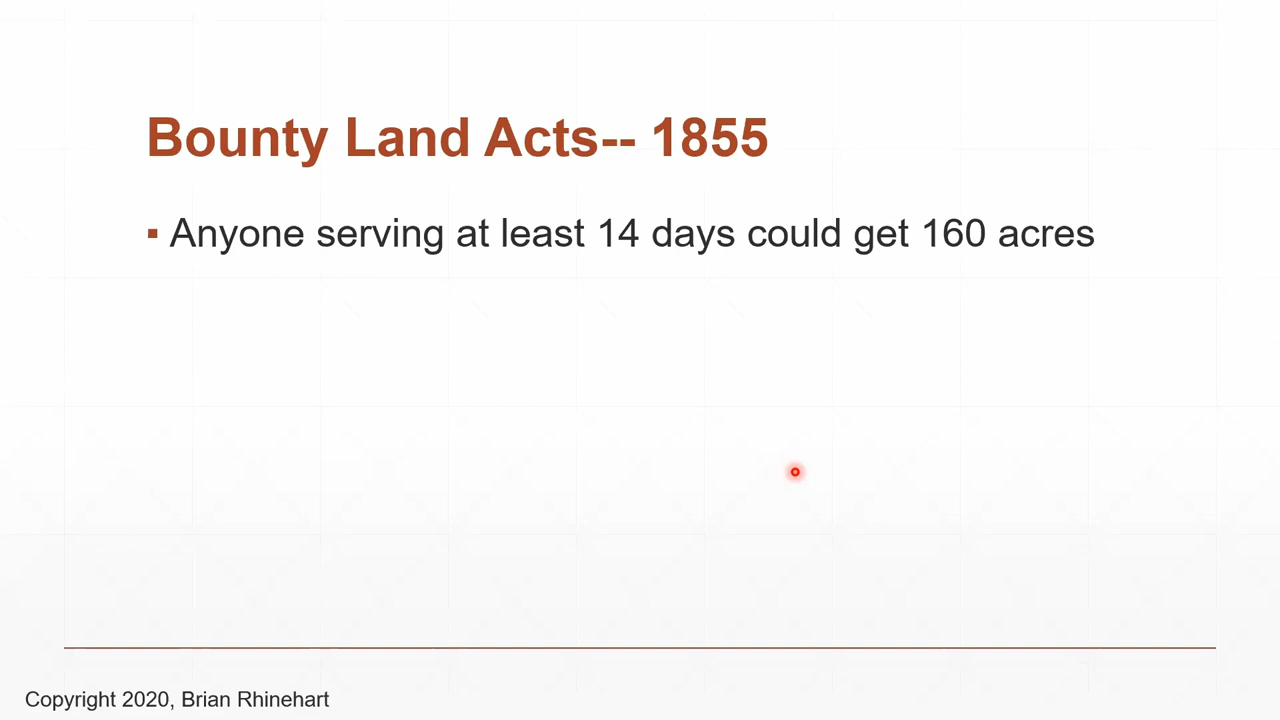 Bounty Land Acts-- 1855
▪ Anyone serving at least 14 days could get 160 acres
Copyright 2020, Brian Rhinehart